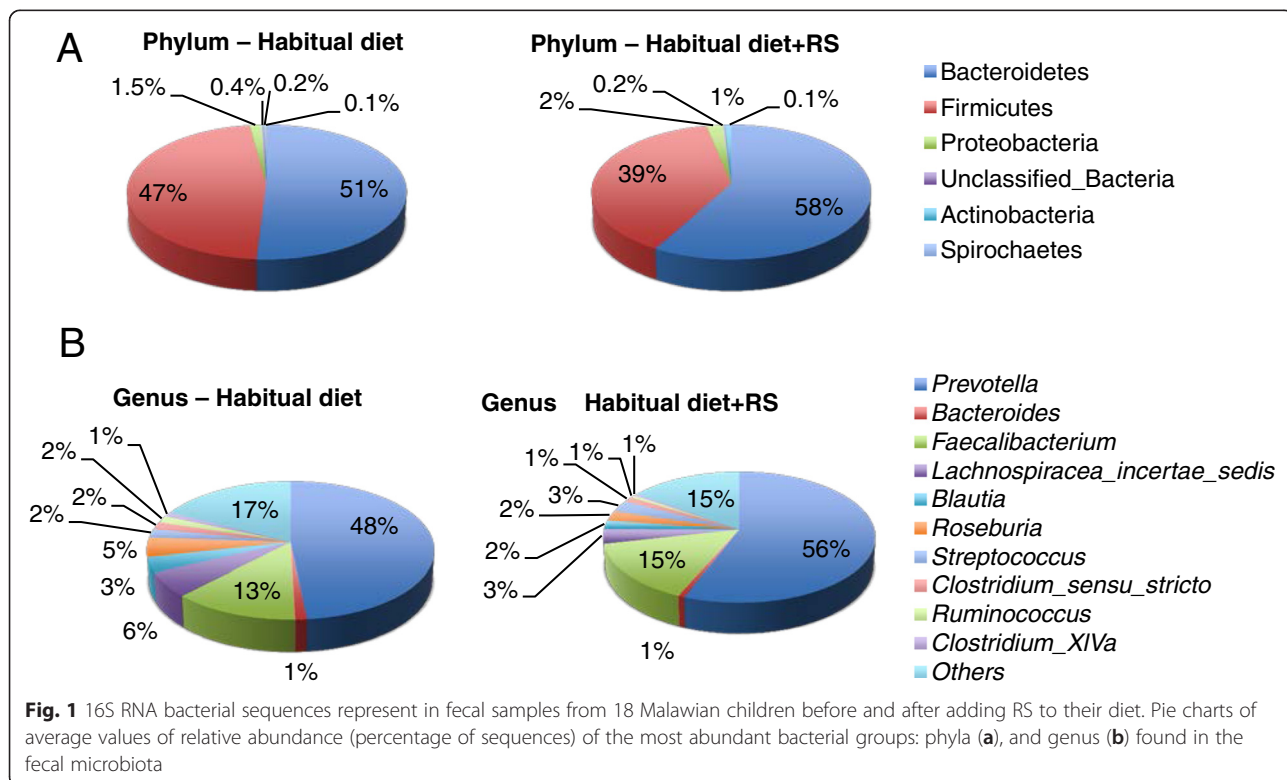 A
Phylum – Habitual diet
1.5%
0.4%
0.2%
0.1%
47%
51%
Phylum – Habitual diet+RS
2%
0.2%
1%
0.1%
39%
58%
Bacteroidetes
Firmicutes
Proteobacteria
Unclassified_Bacteria
Actinobacteria
Spirochaetes
B
Genus – Habitual diet
1%
2%
2%
2%
5%
3%
6%
13%
1%
17%
48%
Genus Habitual diet+RS
1%
1%
1%
3%
2%
2%
3%
15%
1%
15%
56%
Prevotella
Bacteroides
Faecalibacterium
Lachnospiracea_incertae_sedis
Blautia
Roseburia
Streptococcus
Clostridium_sensu_stricto
Ruminococcus
Clostridium_XIVa
Others
Fig. 1 16S RNA bacterial sequences represent in fecal samples from 18 Malawian children before and after adding RS to their diet. Pie charts of
average values of relative abundance (percentage of sequences) of the most abundant bacterial groups: phyla (a), and genus (b) found in the
fecal microbiota